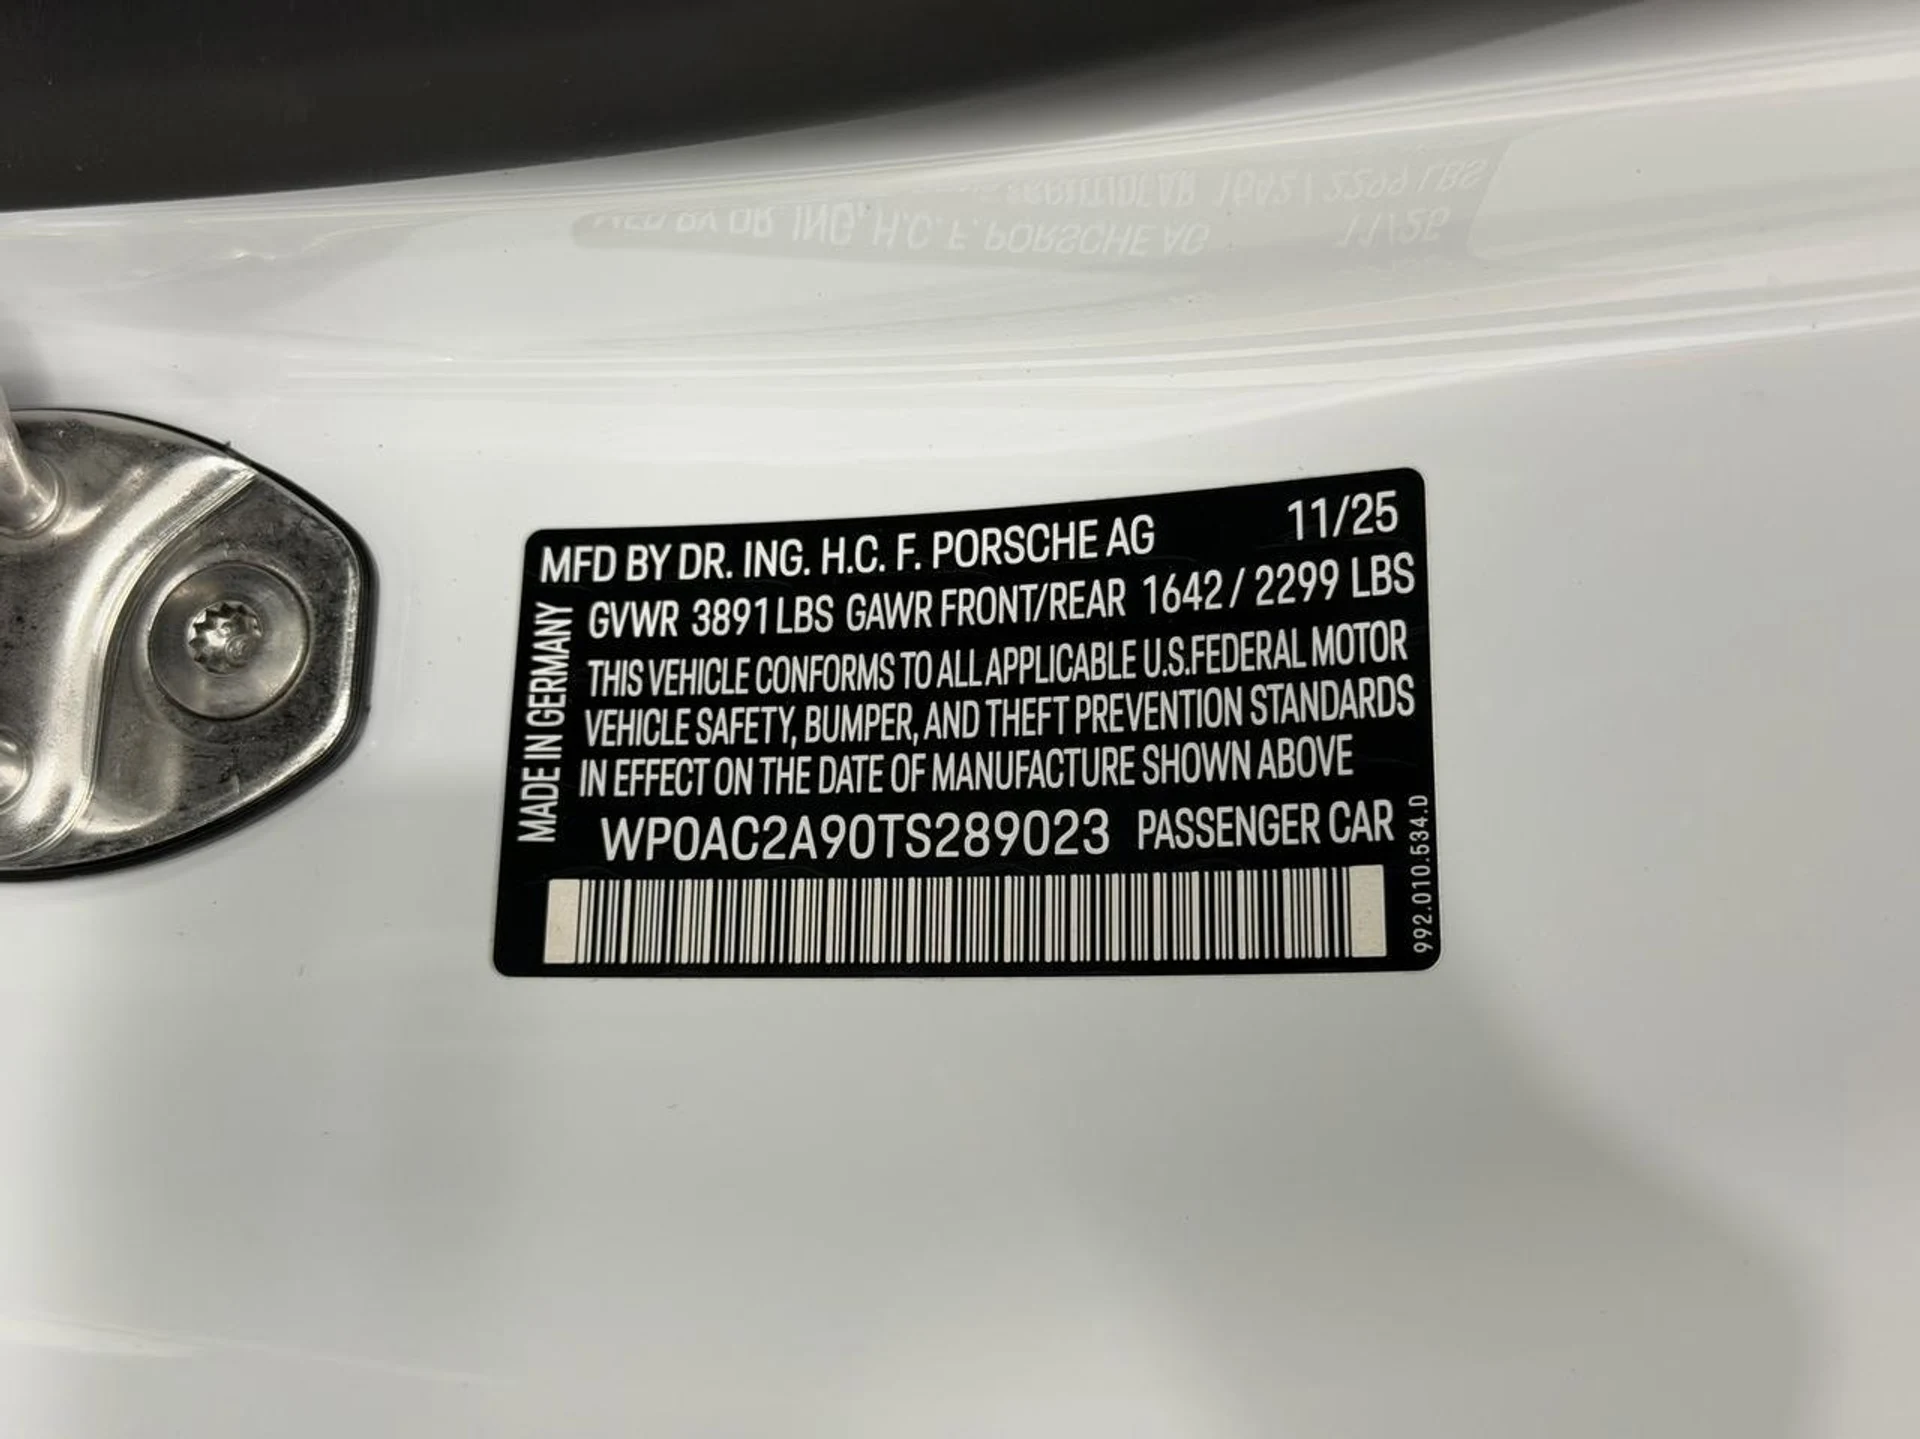 MFD BY DR. ING. H.C. F. PORSCHE AG 11/25
GVWR 3891 LBS GAWR FRONT/REAR 1642 / 2299 LBS
THIS VEHICLE CONFORMS TO ALL APPLICABLE U.S.FEDERAL MOTOR
VEHICLE SAFETY, BUMPER, AND THEFT PREVENTION STANDARDS
IN EFFECT ON THE DATE OF MANUFACTURE SHOWN ABOVE
WP0AC2A90TS289023 PASSENGER CAR
MADE IN GERMANY
992.010.534.D